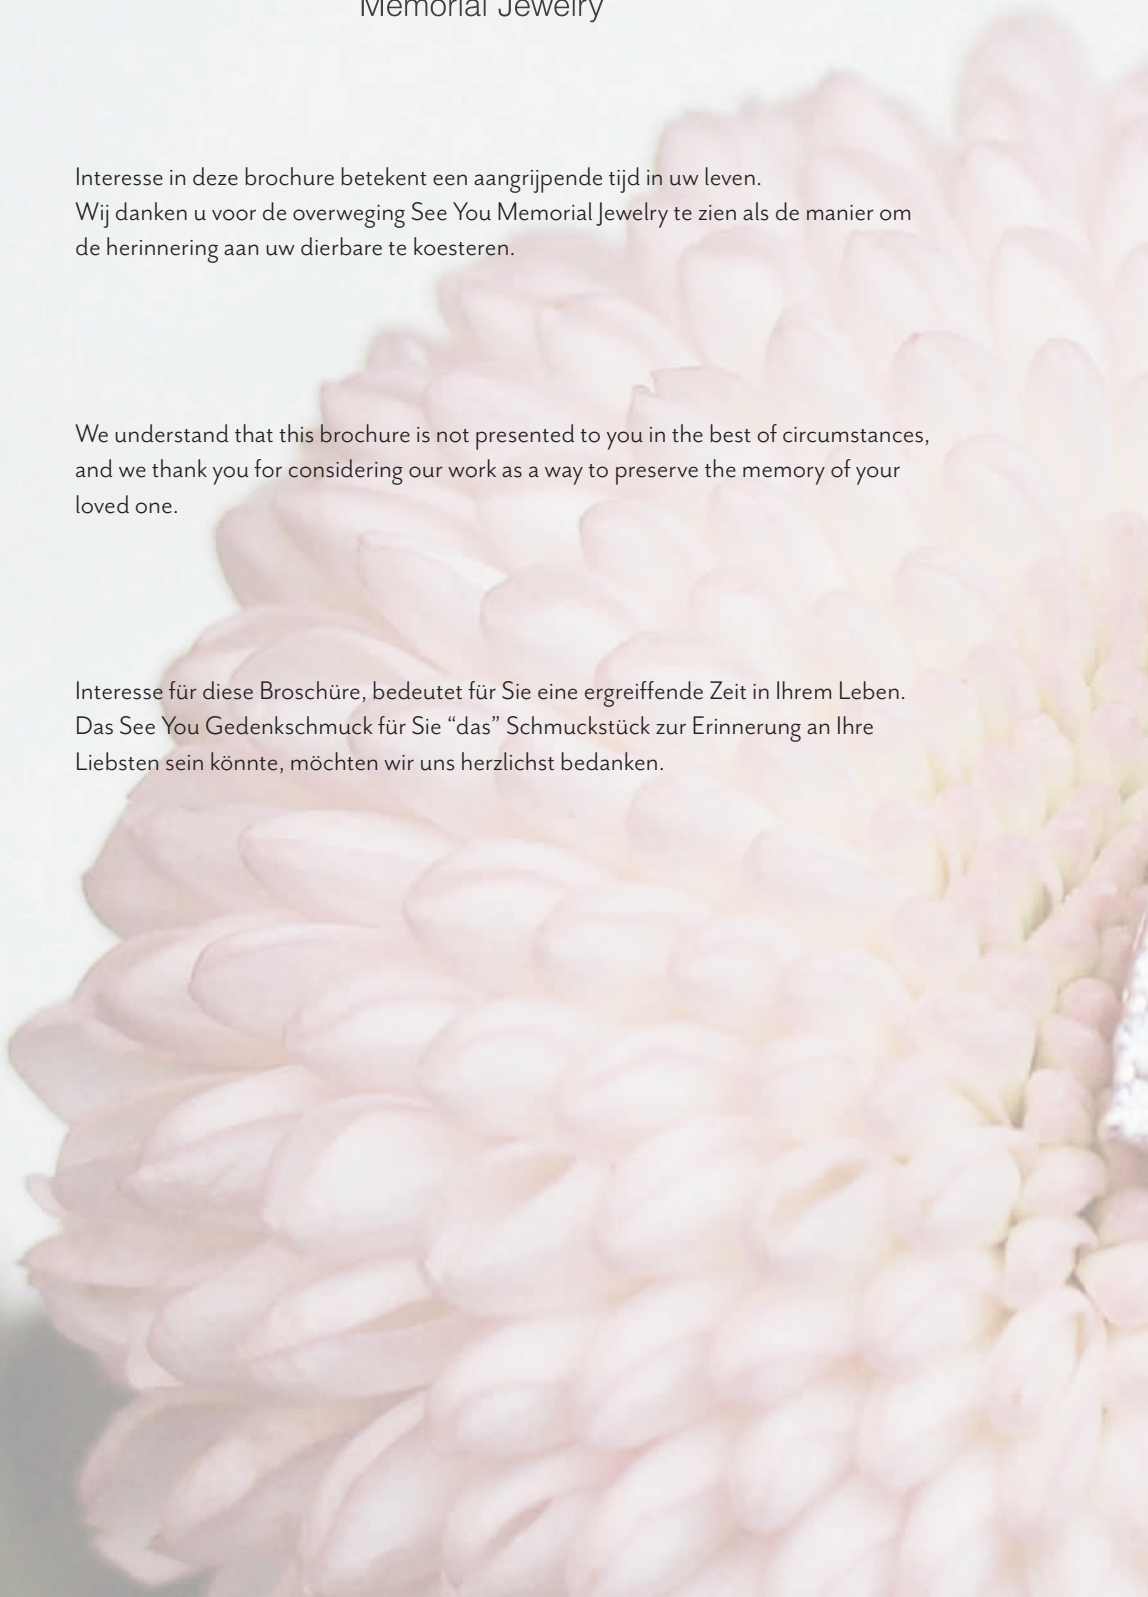 Memorial Jewelry
Interesse in deze brochure betekent een aangrijpende tijd in uw leven.
Wij danken u voor de overweging See You Memorial Jewelry te zien als de manier om
de herinnering aan uw dierbare te koesteren.
We understand that this brochure is not presented to you in the best of circumstances,
and we thank you for considering our work as a way to preserve the memory of your
loved one.
Interesse für diese Broschüre, bedeutet für Sie eine ergreiffende Zeit in Ihrem Leben.
Das See You Gedenkschmuck für Sie “das” Schmuckstück zur Erinnerung an Ihre
Liebsten sein könnte, möchten wir uns herzlichst bedanken.